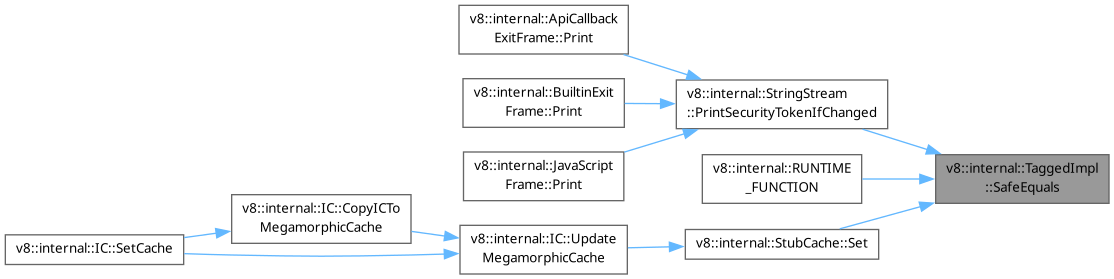 v8::internal::ApiCallback
ExitFrame::Print
v8::internal::BuiltinExit
Frame::Print
v8::internal::StringStream
::PrintSecurityTokenIfChanged
v8::internal::JavaScript
Frame::Print
v8::internal::RUNTIME
_FUNCTION
v8::internal::TaggedImpl
::SafeEquals
v8::internal::IC::CopyICTo
MegamorphicCache
v8::internal::IC::SetCache
v8::internal::IC::Update
MegamorphicCache
v8::internal::StubCache::Set